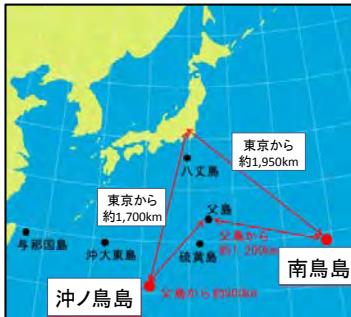 東京から
約1,950km
八丈島
東京から
約1,700km
父島
父島から
約1,200km
与那国島
沖大東島
硫黄島
南鳥島
沖ノ鳥島
父島から約900km